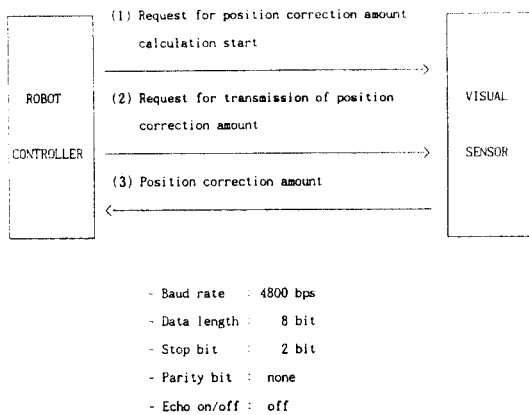 (1) Request for position correction amount
calculation start
ROBOT
CONTROLLER
(2) Request for transmission of position
correction amount
VISUAL
SENSOR
(3) Position correction amount
- Baud rate : 4800 bps
- Data length : 8 bit
- Stop bit : 2 bit
- Parity bit : none
- Echo on/off : off